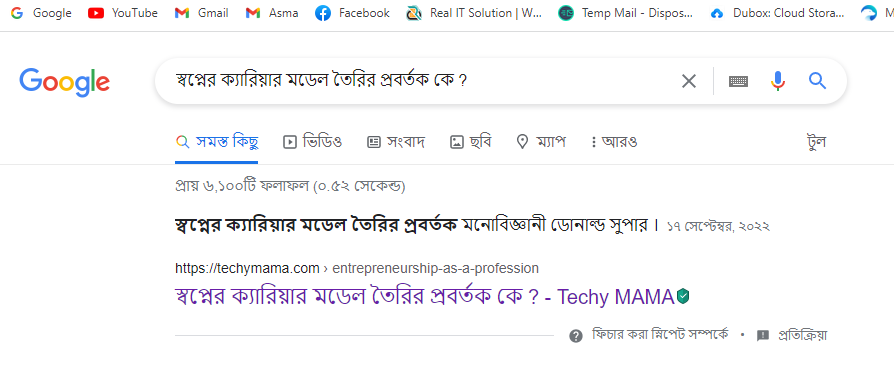 Google YouTube Gmail Asma Facebook Real IT Solution | W... Temp Mail - Dispos... Dubox: Cloud Stora... M
Google স্বপ্নের ক্যারিয়ার মডেল তৈরির প্রবর্তক কে ?
সমস্ত কিছু ভিডিও সংবাদ ছবি ম্যাপ আরও টুল
প্রায় ৬,১০০টি ফলাফল (০.৫২ সেকেন্ড)
স্বপ্নের ক্যারিয়ার মডেল তৈরির প্রবর্তক মনোবিজ্ঞানী ডোনাল্ড সুপার । ১৭ সেপ্টেম্বর, ২০২২
https://techymama.com › entrepreneurship-as-a-profession
স্বপ্নের ক্যারিয়ার মডেল তৈরির প্রবর্তক কে ? - Techy MAMA
ফিচার করা স্নিপেট সম্পর্কে • প্রতিক্রিয়া